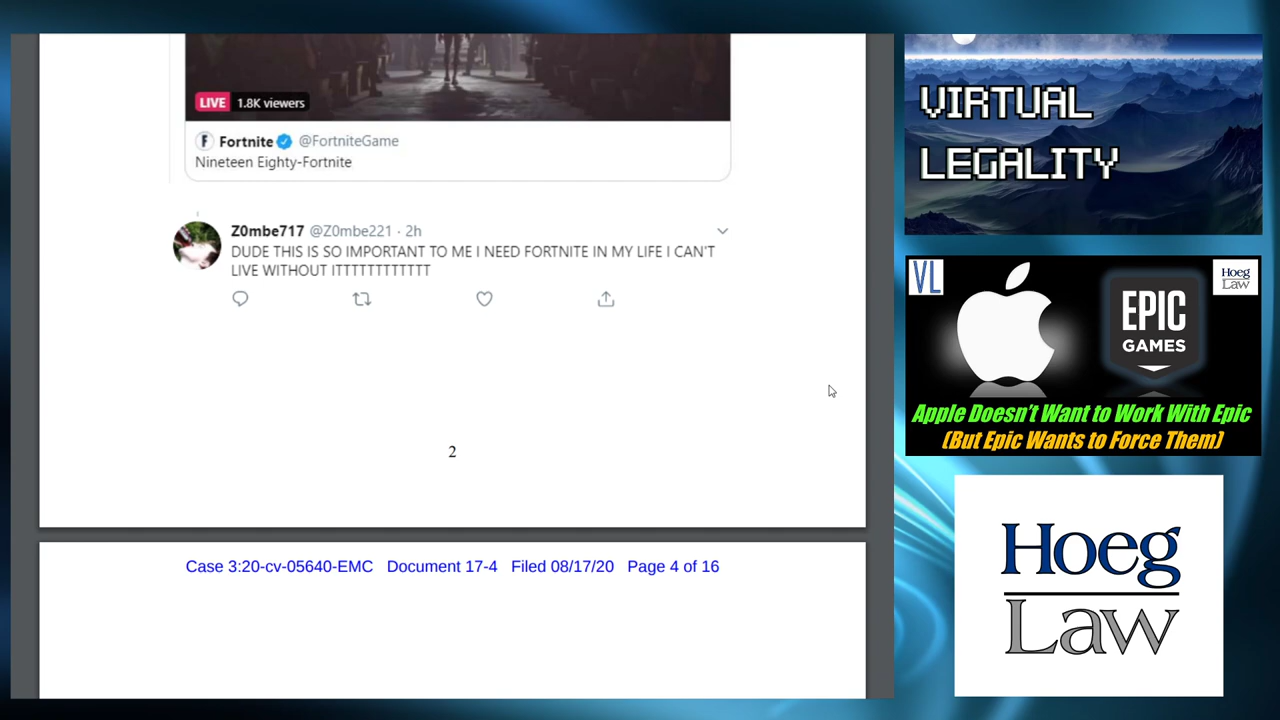 LIVE 1.8K viewers
Fortnite @FortniteGame
Nineteen Eighty-Fortnite
Z0mbe717 @Z0mbe221 · 2h
DUDE THIS IS SO IMPORTANT TO ME I NEED FORTNITE IN MY LIFE I CAN'T
LIVE WITHOUT ITTTTTTTTTTTT
2
Case 3:20-cv-05640-EMC Document 17-4 Filed 08/17/20 Page 4 of 16
VIRTUAL
LEGALITY
VL
Hoeg
Law
EPIC
GAMES
Apple Doesn't Want to Work With Epic
(But Epic Wants to Force Them)
Hoeg
Law